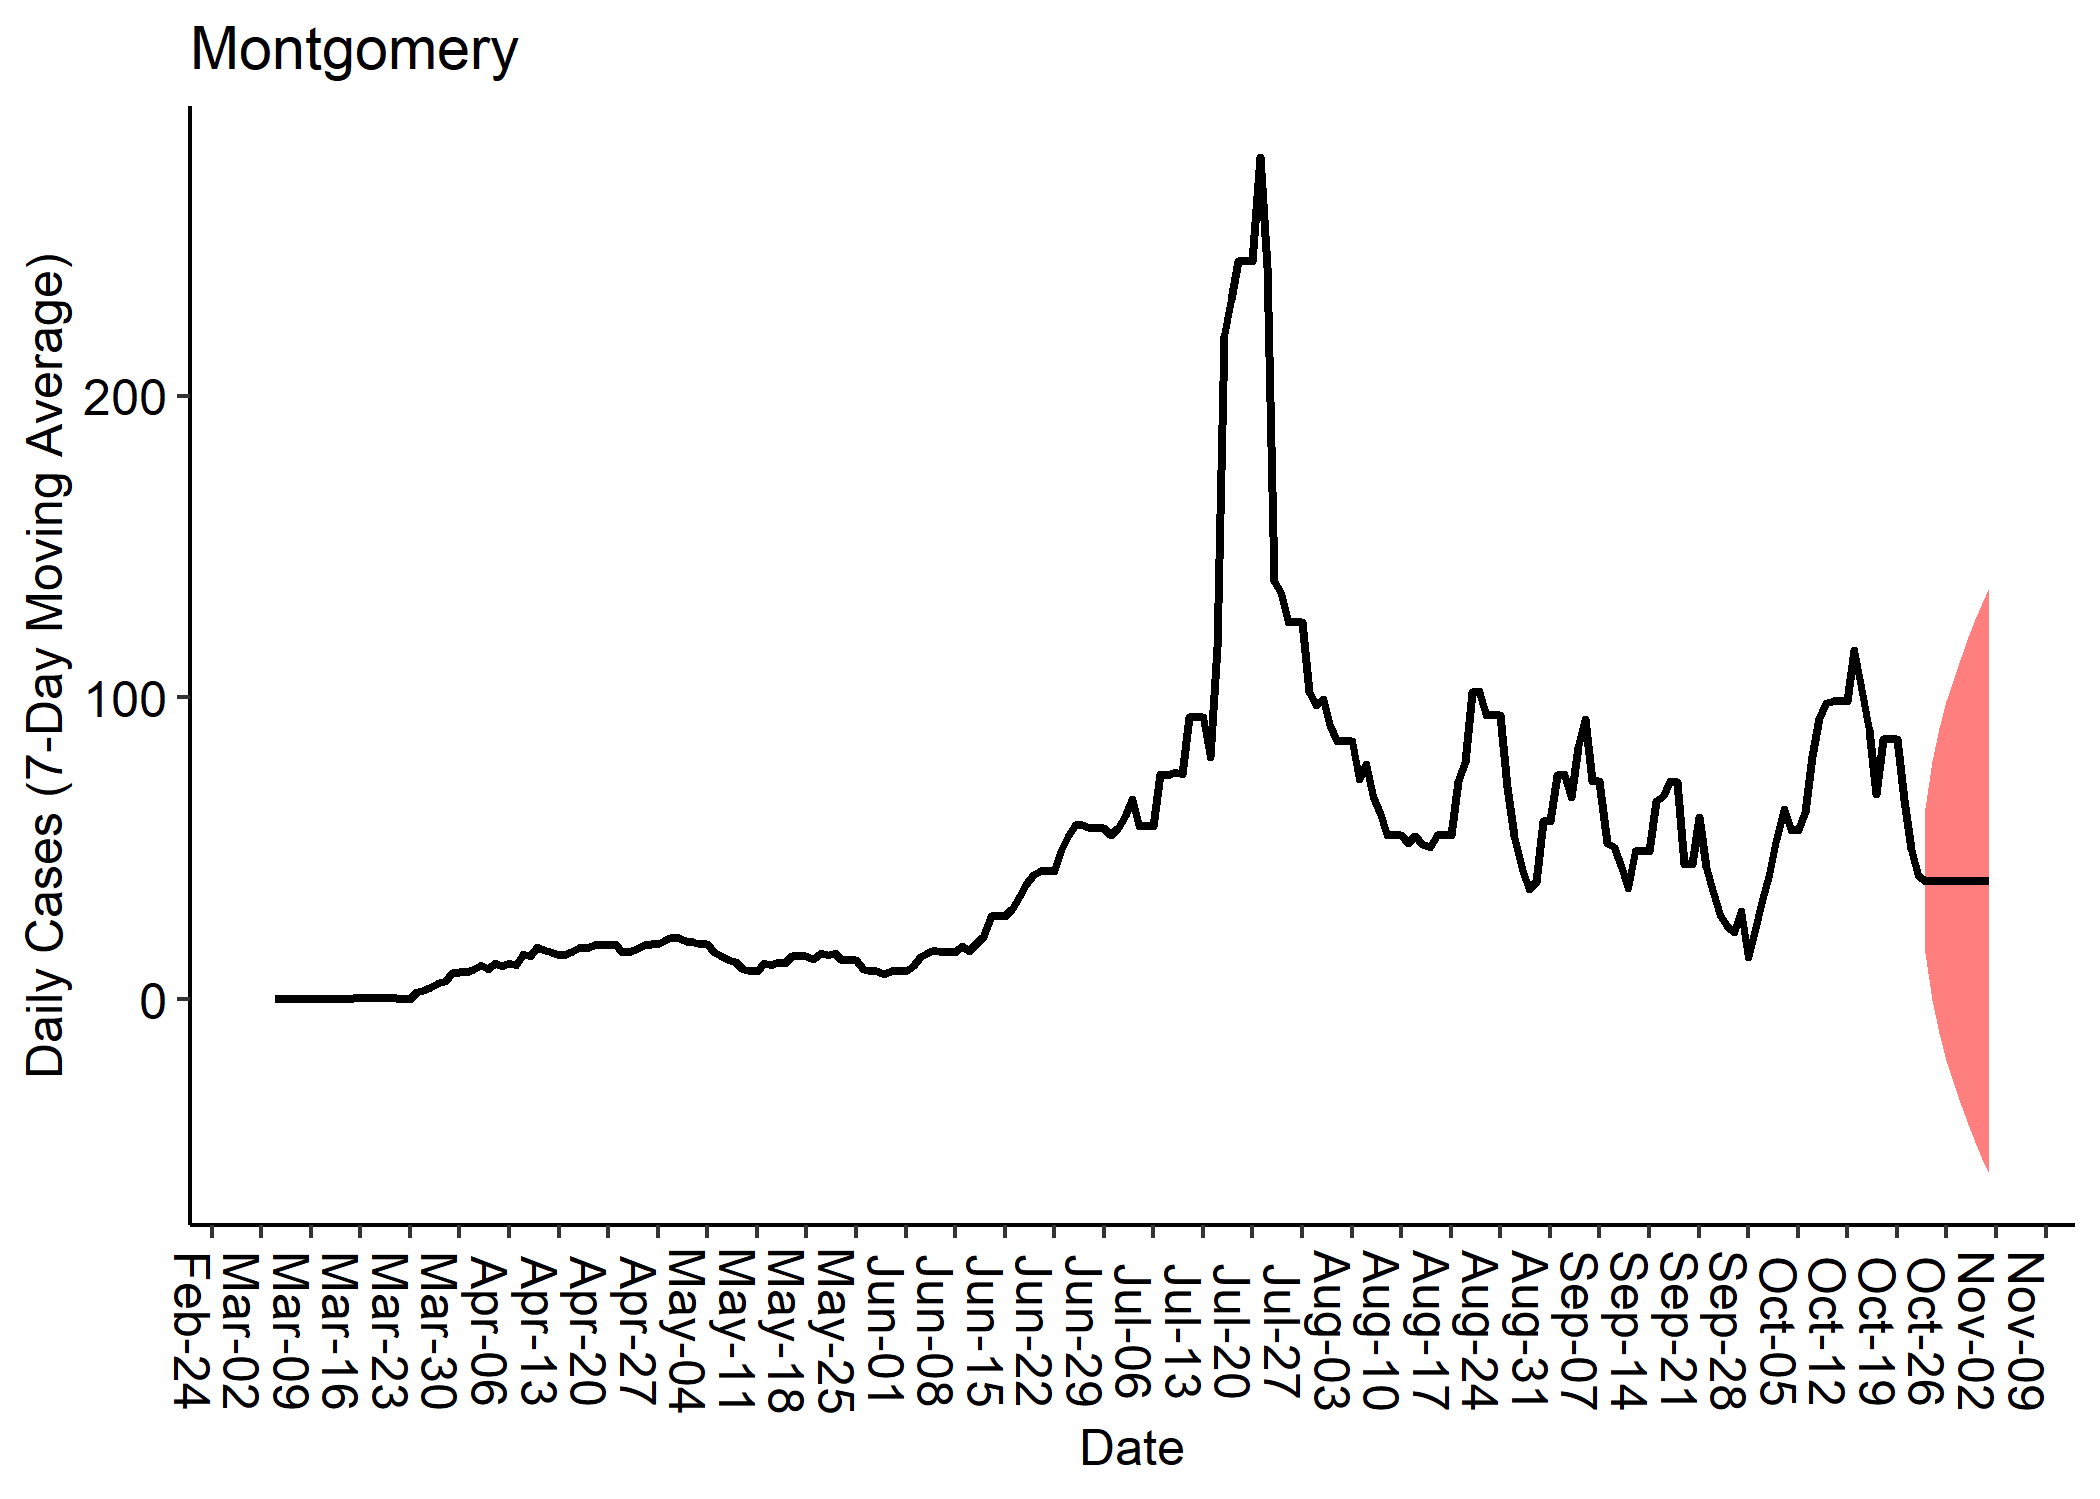 Montgomery
Daily Cases (7-Day Moving Average)
200
100
0
Feb-24
Mar-02
Mar-09
Mar-16
Mar-23
Mar-30
Apr-06
Apr-13
Apr-20
Apr-27
May-04
May-11
May-18
May-25
Jun-01
Jun-08
Jun-15
Jun-22
Jun-29
Jul-06
Jul-13
Jul-20
Jul-27
Aug-03
Aug-10
Aug-17
Aug-24
Aug-31
Sep-07
Sep-14
Sep-21
Sep-28
Oct-05
Oct-12
Oct-19
Oct-26
Nov-02
Nov-09
Date